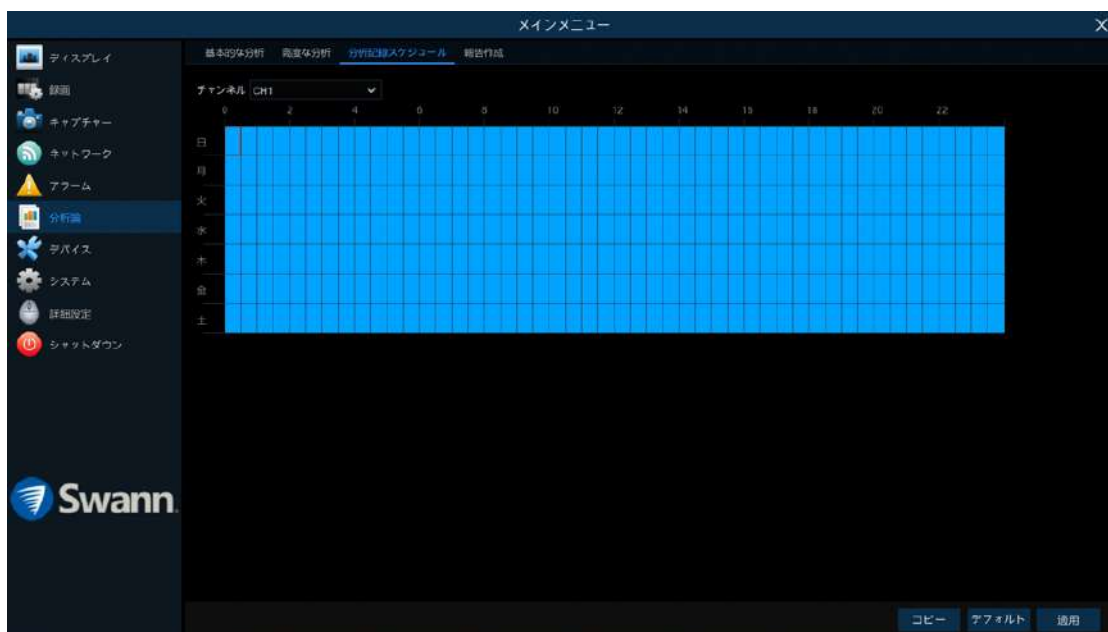 メインメニュー X
ディスプレイ
録画
キャプチャー
ネットワーク
アラーム
分析論
デバイス
システム
詳細設定
シャットダウン
Swann
基本的な分析 高度な分析 分析記録スケジュール 報告作成
チャンネル CH1
0 2 4 6 8 10 12 14 16 18 20 22
日
月
火
水
木
金
土
コピー デフォルト 適用